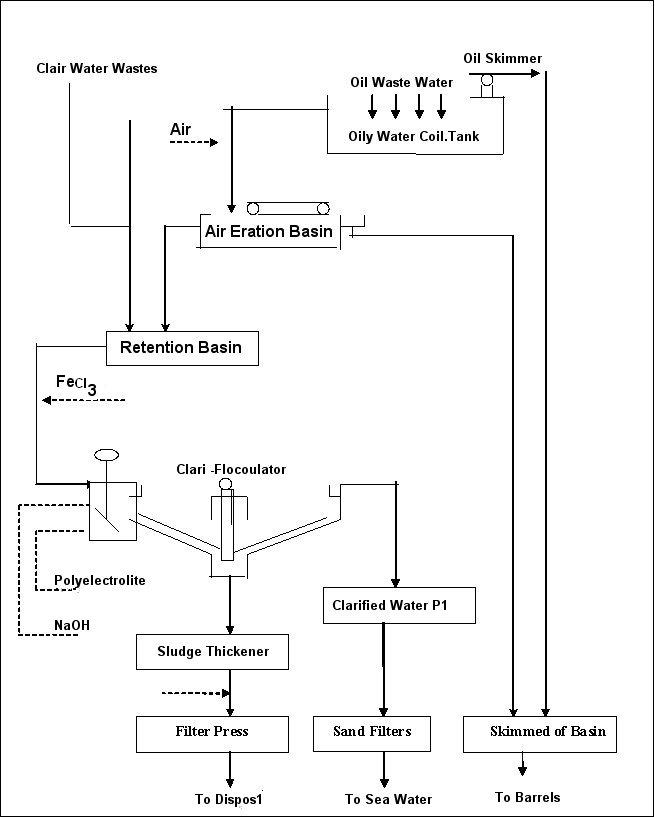 Oil Skimmer
Clair Water Wastes
Oil Waste Water
Air
Oily Water Coil.Tank
Air Eration Basin
Retention Basin
FeCl3
Clari -Flocoulator
Polyelectrolite
Clarified Water P1
NaOH
Sludge Thickener
Filter Press
Sand Filters
Skimmed of Basin
To Dispos1
To Sea Water
To Barrels